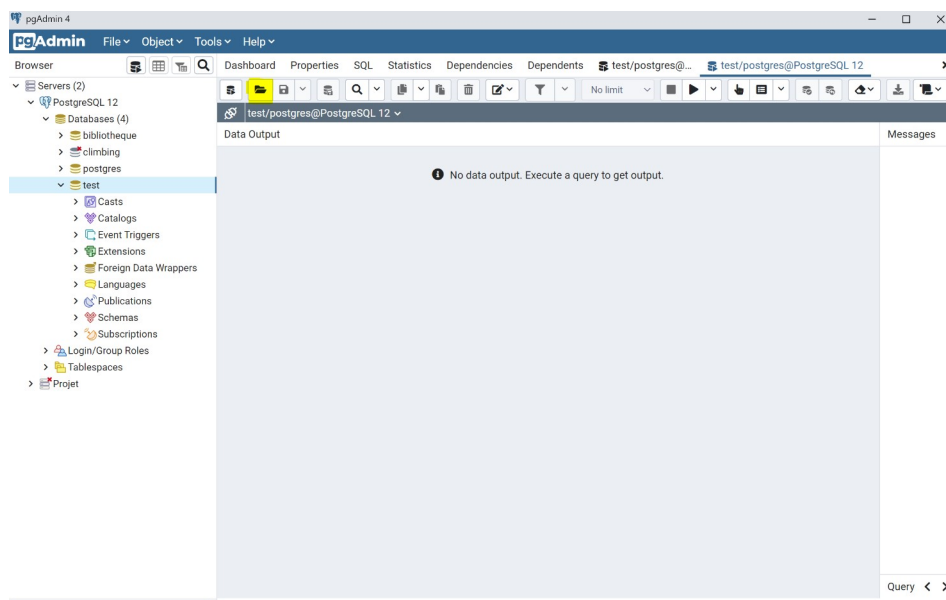 pgAdmin 4
pgAdmin File Object Tools Help
Browser Dashboard Properties SQL Statistics Dependencies Dependents test/postgres@... test/postgres@PostgreSQL 12
No limit
test/postgres@PostgreSQL 12
Data Output Messages
No data output. Execute a query to get output.
Servers (2)
PostgreSQL 12
Databases (4)
bibliotheque
climbing
postgres
test
Casts
Catalogs
Event Triggers
Extensions
Foreign Data Wrappers
Languages
Publications
Schemas
Subscriptions
Login/Group Roles
Tablespaces
Projet
Query